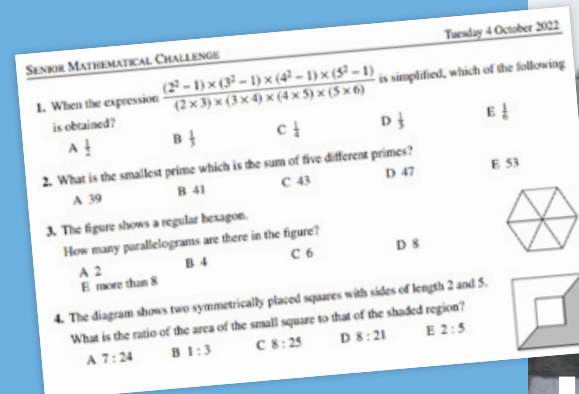 SENIOR MATHEMATICAL CHALLENGE
Tuesday 4 October 2022
1. When the expression (2² – 1) × (3² – 1) × (4² – 1) × (5² – 1) / (2 × 3) × (3 × 4) × (4 × 5) × (5 × 6) is simplified, which of the following
is obtained?
A 1/2 B 1/3 C 1/4 D 1/5 E 1/6
2. What is the smallest prime which is the sum of five different primes?
A 39 B 41 C 43 D 47 E 53
3. The figure shows a regular hexagon.
How many parallelograms are there in the figure?
A 2 B 4 C 6 D 8
E more than 8
4. The diagram shows two symmetrically placed squares with sides of length 2 and 5.
What is the ratio of the area of the small square to that of the shaded region?
A 7 : 24 B 1 : 3 C 8 : 25 D 8 : 21 E 2 : 5